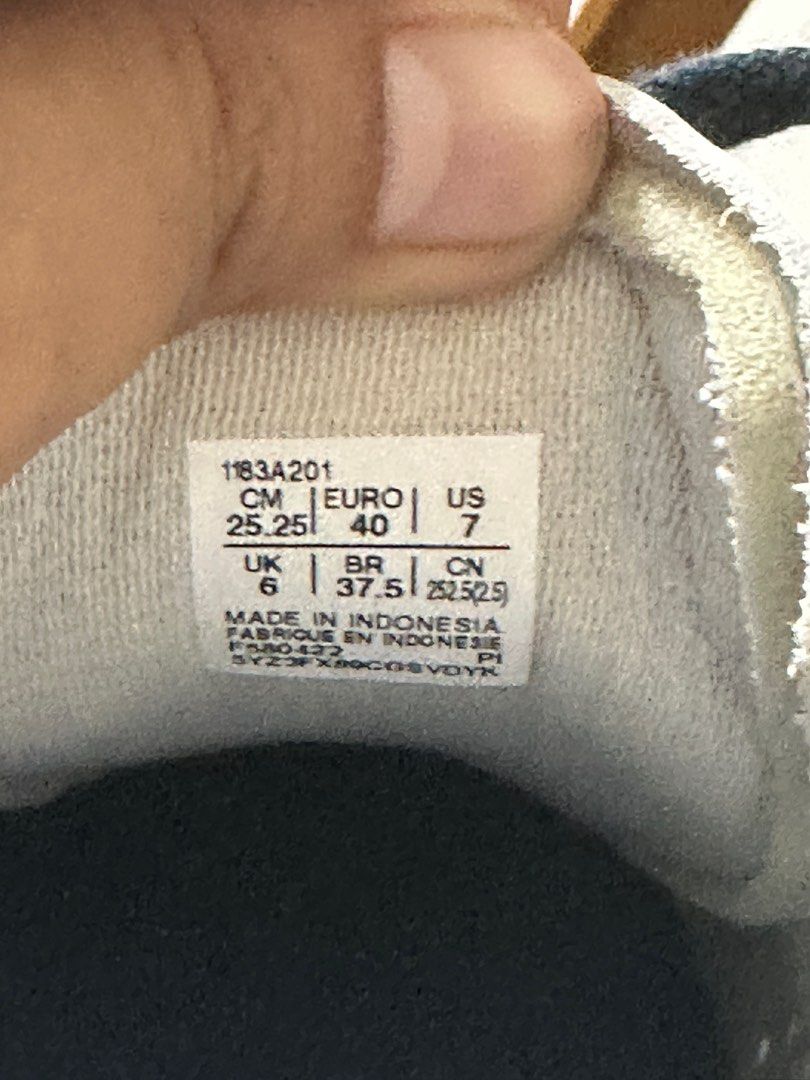 1183A201
CM | EURO | US
25.25 | 40 | 7
UK | BR | CN
6 | 37.5 | 252.5(2.5)
MADE IN INDONESIA
FABRIQUE EN INDONESIE
PI